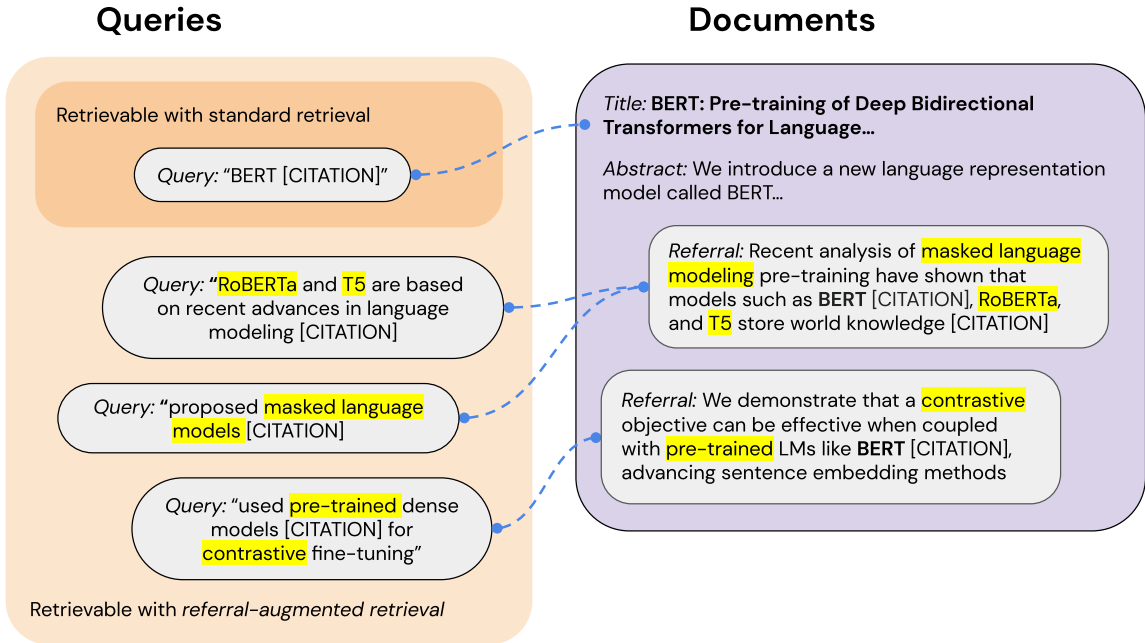 Queries
Retrievable with standard retrieval
Query: “BERT [CITATION]”
Query: “RoBERTa and T5 are based
on recent advances in language
modeling [CITATION]
Query: “proposed masked language
models [CITATION]
Query: “used pre-trained dense
models [CITATION] for
contrastive fine-tuning”
Retrievable with referral-augmented retrieval
Documents
Title: BERT: Pre-training of Deep Bidirectional
Transformers for Language...
Abstract: We introduce a new language representation
model called BERT...
Referral: Recent analysis of masked language
modeling pre-training have shown that
models such as BERT [CITATION], RoBERTa,
and T5 store world knowledge [CITATION]
Referral: We demonstrate that a contrastive
objective can be effective when coupled
with pre-trained LMs like BERT [CITATION],
advancing sentence embedding methods